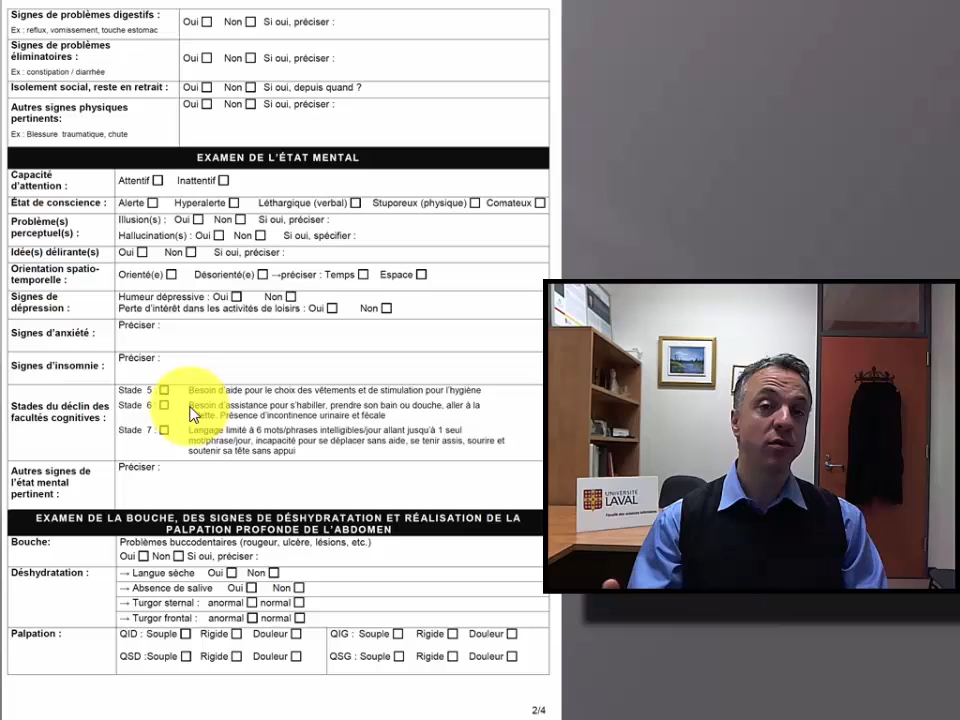 Signes de problèmes digestifs :
Ex : reflux, vomissement, touche estomac
Oui Non Si oui, préciser :
Signes de problèmes
éliminatoires :
Ex : constipation / diarrhée
Oui Non Si oui, préciser :
Isolement social, reste en retrait : Oui Non Si oui, depuis quand ?
Autres signes physiques
pertinents:
Ex : Blessure traumatique, chute
Oui Non Si oui, préciser :
EXAMEN DE L'ÉTAT MENTAL
Capacité
d'attention :
Attentif Inattentif
État de conscience : Alerte Hyperalerte Léthargique (verbal) Stuporeux (physique) Comateux
Problème(s)
perceptuel(s) :
Illusion(s) : Oui Non Si oui, préciser :
Hallucination(s) : Oui Non Si oui, spécifier :
Idée(s) délirante(s) Oui Non Si oui, préciser :
Orientation spatio-
temporelle :
Orienté(e) Désorienté(e) →préciser : Temps Espace
Signes de
dépression :
Humeur dépressive : Oui Non
Perte d'intérêt dans les activités de loisirs : Oui Non
Signes d'anxiété :
Préciser :
Signes d'insomnie :
Préciser :
Stades du déclin des
facultés cognitives :
Stade 5 : Besoin d'aide pour le choix des vêtements et de stimulation pour l'hygiène
Stade 6 : Besoin d'assistance pour s'habiller, prendre son bain ou douche, aller à la
toilette. Présence d'incontinence urinaire et fécale
Stade 7 : Langage limité à 6 mots/phrases intelligibles/jour allant jusqu'à 1 seul
mot/phrase/jour, incapacité pour se déplacer sans aide, se tenir assis, sourire et
soutenir sa tête sans appui
Autres signes de
l'état mental
pertinent :
Préciser :
EXAMEN DE LA BOUCHE, DES SIGNES DE DÉSHYDRATATION ET RÉALISATION DE LA
PALPATION PROFONDE DE L'ABDOMEN
Bouche: Problèmes buccodentaires (rougeur, ulcère, lésions, etc.)
Oui Non Si oui, préciser :
Déshydratation : → Langue sèche Oui Non
→ Absence de salive Oui Non
→ Turgor sternal : anormal normal
→ Turgor frontal : anormal normal
Palpation : QID : Souple Rigide Douleur QIG : Souple Rigide Douleur
QSD :Souple Rigide Douleur QSG : Souple Rigide Douleur
2/4
UNIVERSITÉ
LAVAL